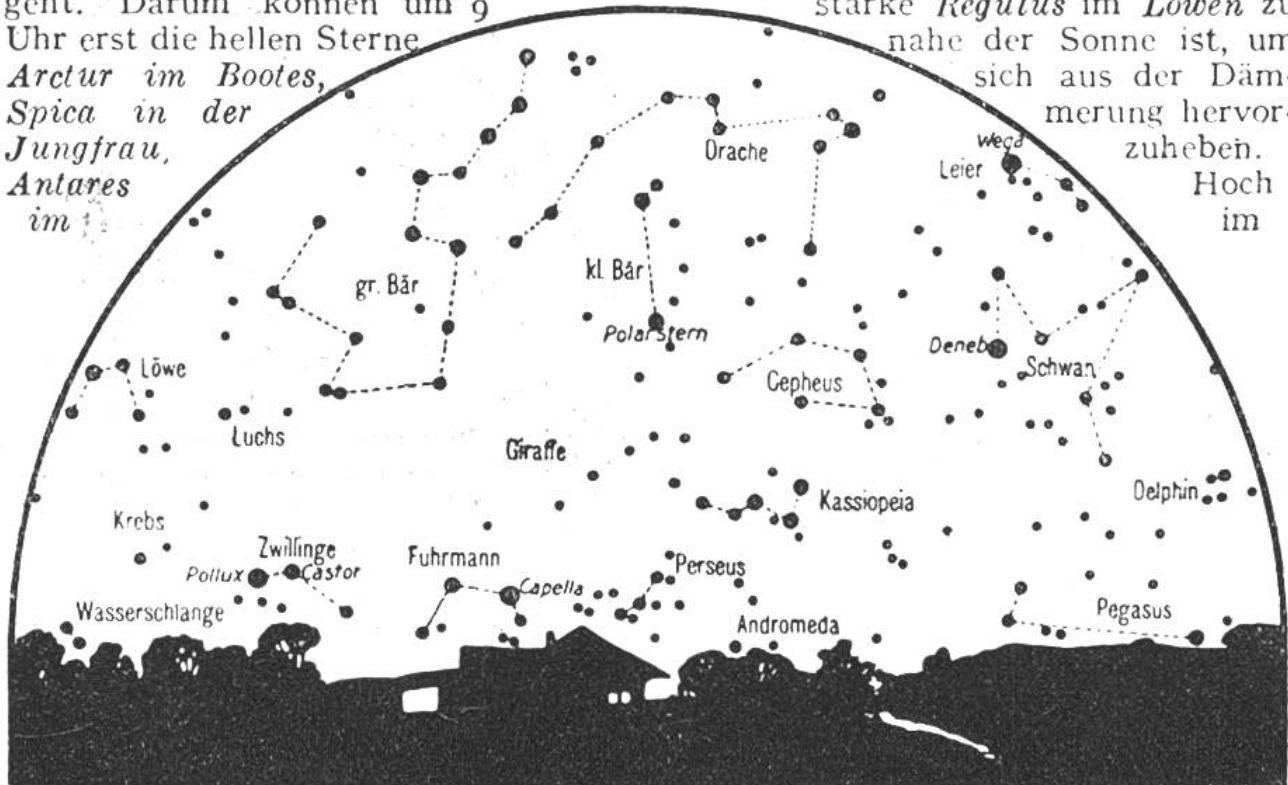 geht. Darum können um 9
Uhr erst die hellen Sterne
Arctur im Bootes,
Spica in der
Jungfrau,
Antares
im
starke Regulus im Löwen zu
nahe der Sonne ist, um
sich aus der Däm-
merung hervor-
zuheben.
Hoch
im
Drache
Wega
Leier
gr. Bär
kl. Bär
Polarstern
Deneb
Schwan
Löwe
Cepheus
Luchs
Giraffe
Kassiopeia
Delphin
Krebs
Zwillinge
Pollux
Castor
Fuhrmann
Capella
Perseus
Wasserschlange
Andromeda
Pegasus